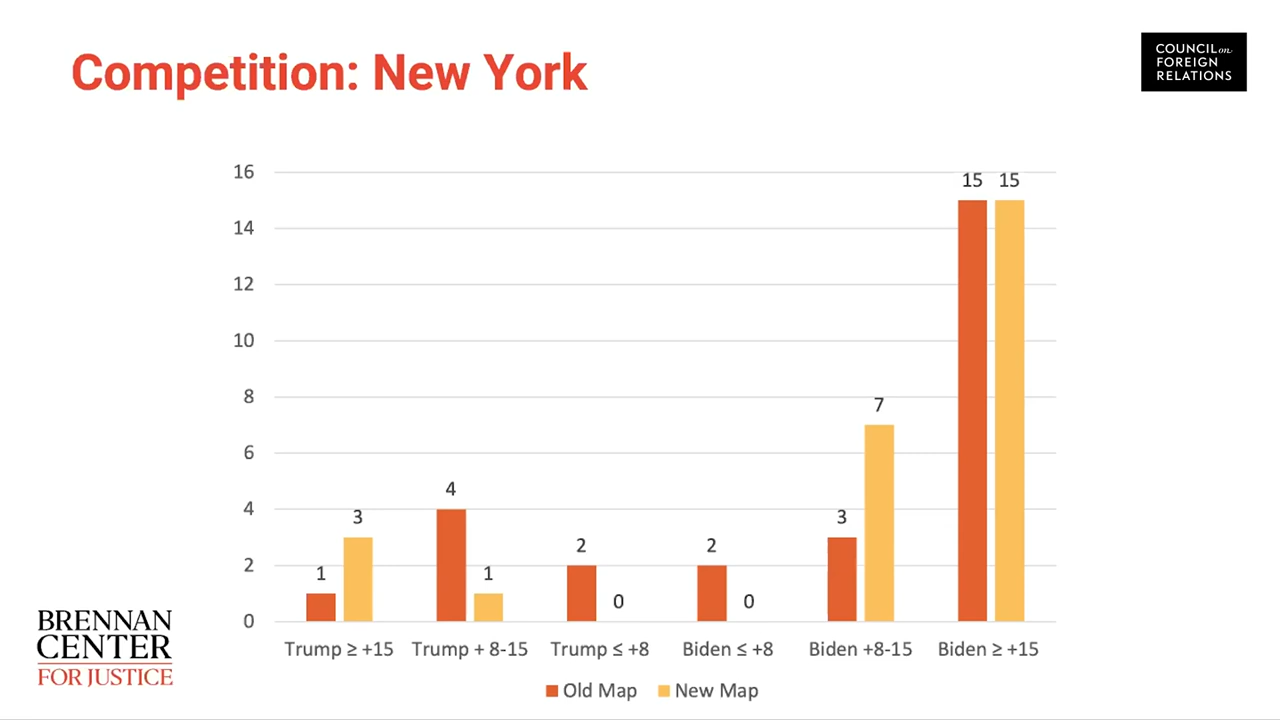 Competition: New York
COUNCIL on
FOREIGN
RELATIONS
16
14
12
10
8
6
4
2
0
1
3
4
1
2
0
2
0
3
7
15
15
Trump ≥ +15
Trump + 8-15
Trump ≤ +8
Biden ≤ +8
Biden +8-15
Biden ≥ +15
Old Map
New Map
BRENNAN
CENTER
FOR JUSTICE